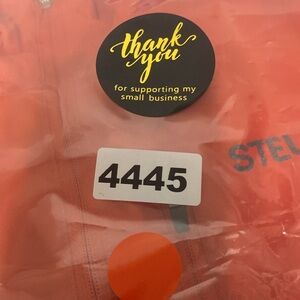 thank
you
for supporting my
small business
4445